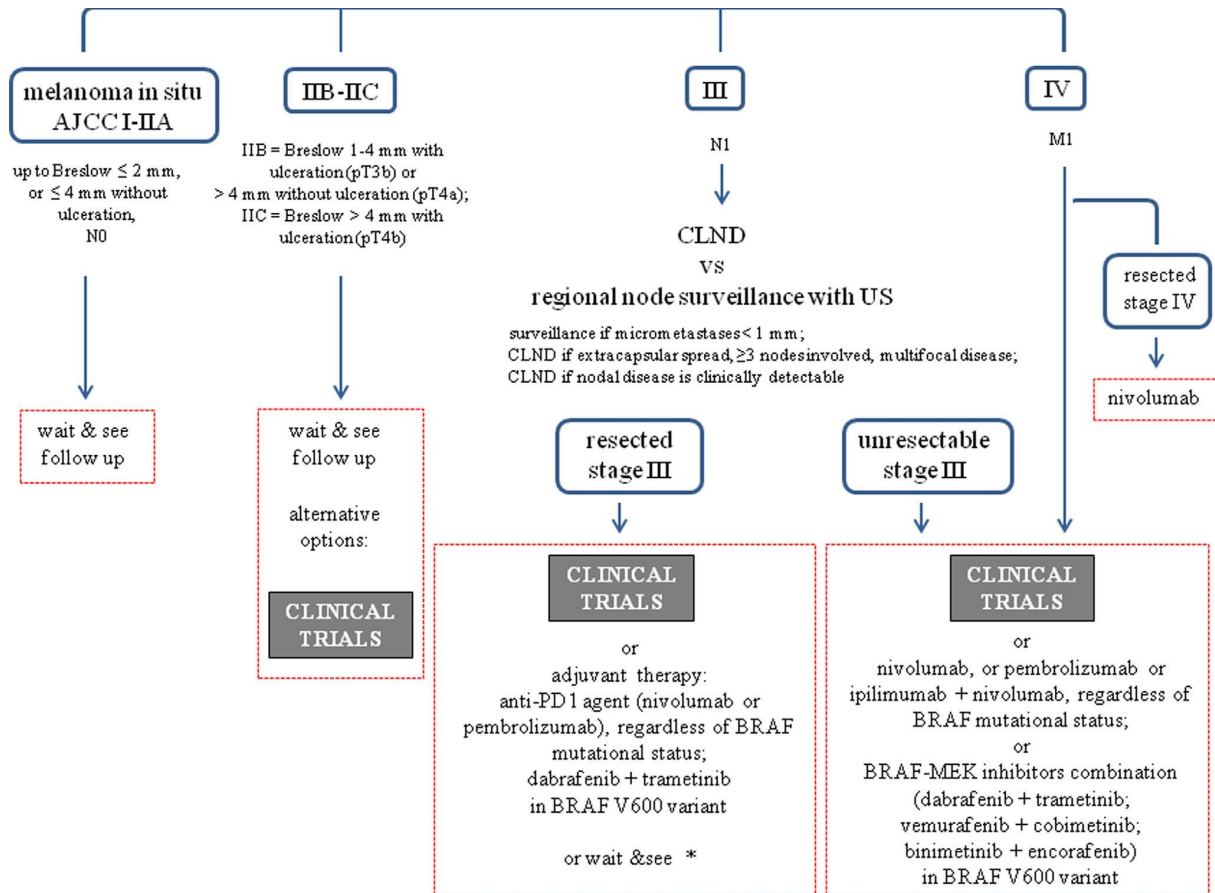 melanoma in situ
AJCC I-IIA
up to Breslow ≤ 2 mm,
or ≤ 4 mm without
ulceration,
N0
wait & see
follow up
IIB-IIC
IIB = Breslow 1-4 mm with
ulceration (pT3b) or
> 4 mm without ulceration (pT4a);
IIC = Breslow > 4 mm with
ulceration (pT4b)
wait & see
follow up
alternative
options:
CLINICAL
TRIALS
III
N1
CLND
vs
regional node surveillance with US
surveillance if micrometastases < 1 mm;
CLND if extracapsular spread, ≥3 nodes involved, multifocal disease;
CLND if nodal disease is clinically detectable
resected
stage III
CLINICAL
TRIALS
or
adjuvant therapy:
anti-PD1 agent (nivolumab or
pembrolizumab), regardless of BRAF
mutational status;
dabrafenib + trametinib
in BRAF V600 variant
or wait &see *
unresectable
stage III
IV
M1
resected
stage IV
nivolumab
CLINICAL
TRIALS
or
nivolumab, or pembrolizumab or
ipilimumab + nivolumab, regardless of
BRAF mutational status;
or
BRAF-MEK inhibitors combination
(dabrafenib + trametinib;
vemurafenib + cobimetinib;
binimetinib + encorafenib)
in BRAF V600 variant